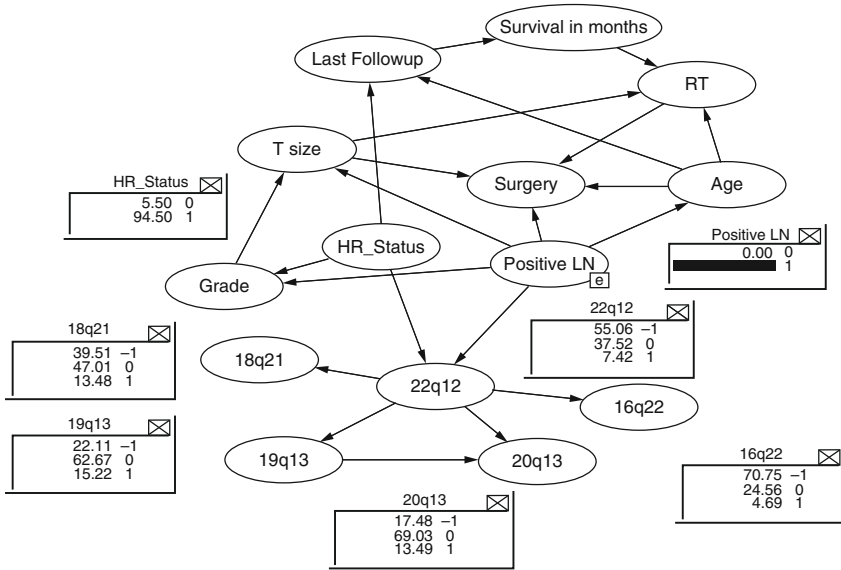 Survival in months
Last Followup
RT
T size
HR_Status
5.50 0
94.50 1
Surgery
Age
HR_Status
Positive LN
e
Positive LN
0.00 0
1
Grade
22q12
55.06 –1
37.52 0
7.42 1
18q21
39.51 –1
47.01 0
13.48 1
18q21
22q12
16q22
19q13
22.11 –1
62.67 0
15.22 1
19q13
20q13
16q22
70.75 –1
24.56 0
4.69 1
20q13
17.48 –1
69.03 0
13.49 1